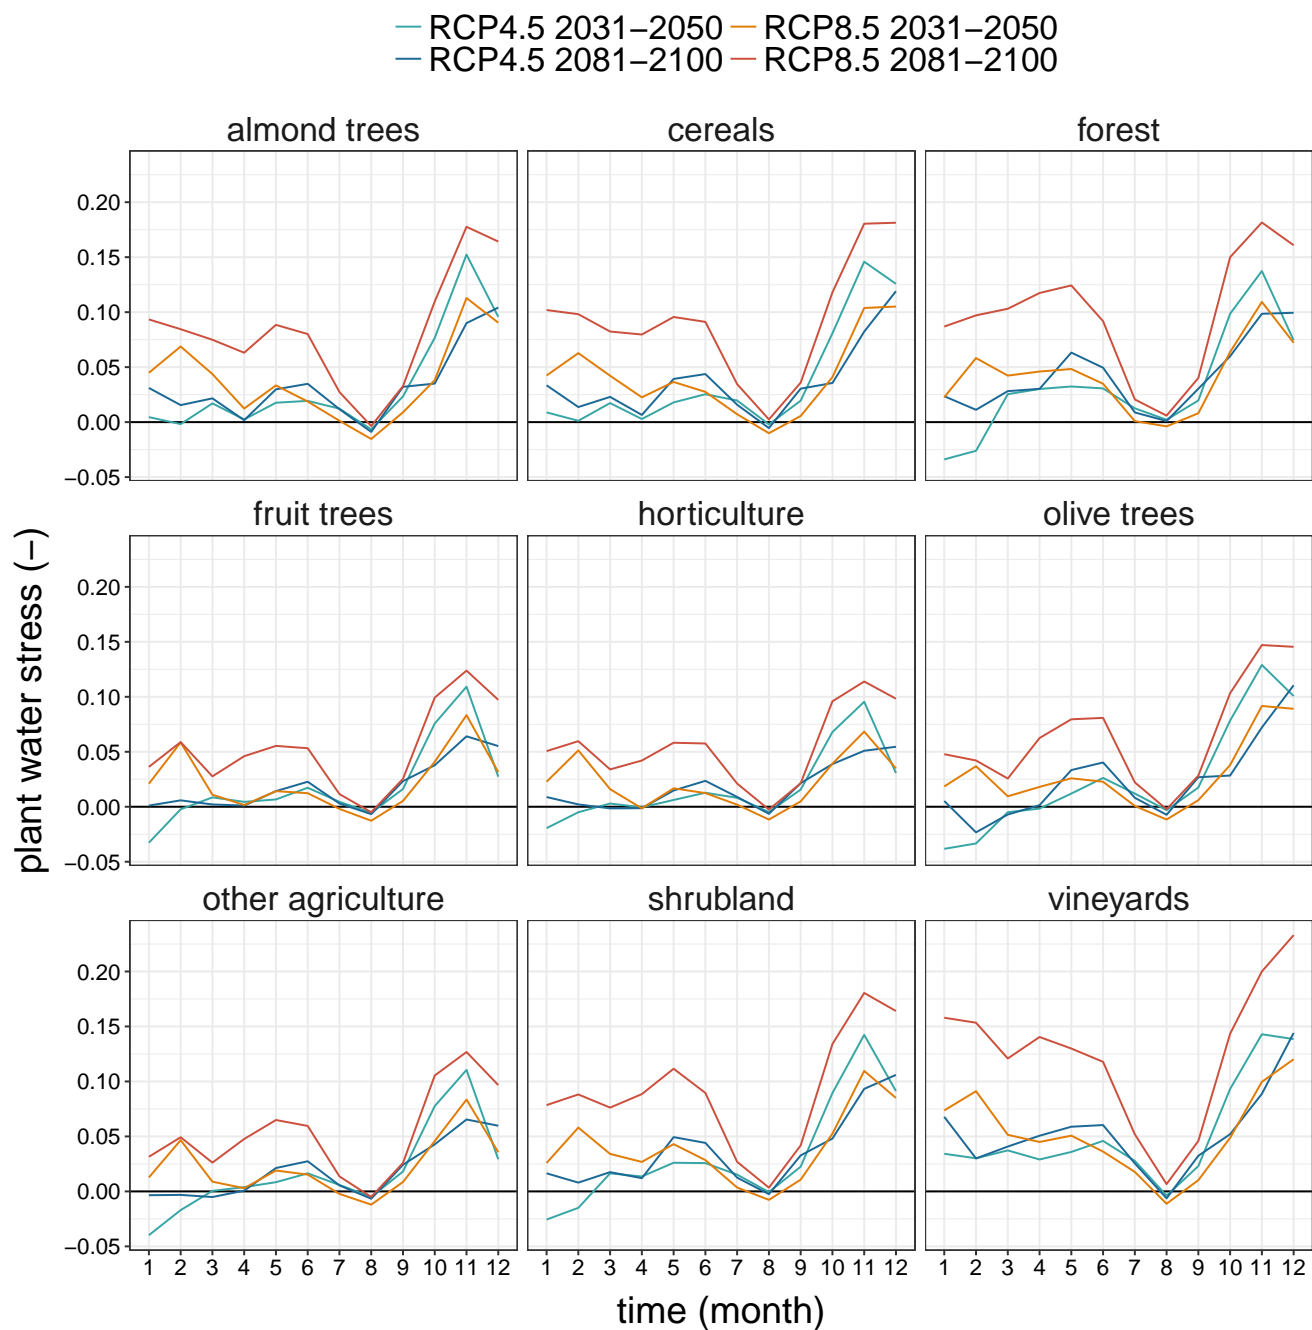 RCP4.5 2031−2050 RCP8.5 2031−2050
RCP4.5 2081−2100 RCP8.5 2081−2100
almond trees cereals forest
0.20
0.15
0.10
0.05
0.00
−0.05
fruit trees horticulture olive trees
0.20
0.15
0.10
0.05
0.00
−0.05
other agriculture shrubland vineyards
0.20
0.15
0.10
0.05
0.00
−0.05
1 2 3 4 5 6 7 8 9 10 11 12 1 2 3 4 5 6 7 8 9 10 11 12 1 2 3 4 5 6 7 8 9 10 11 12
time (month)
plant water stress (−)